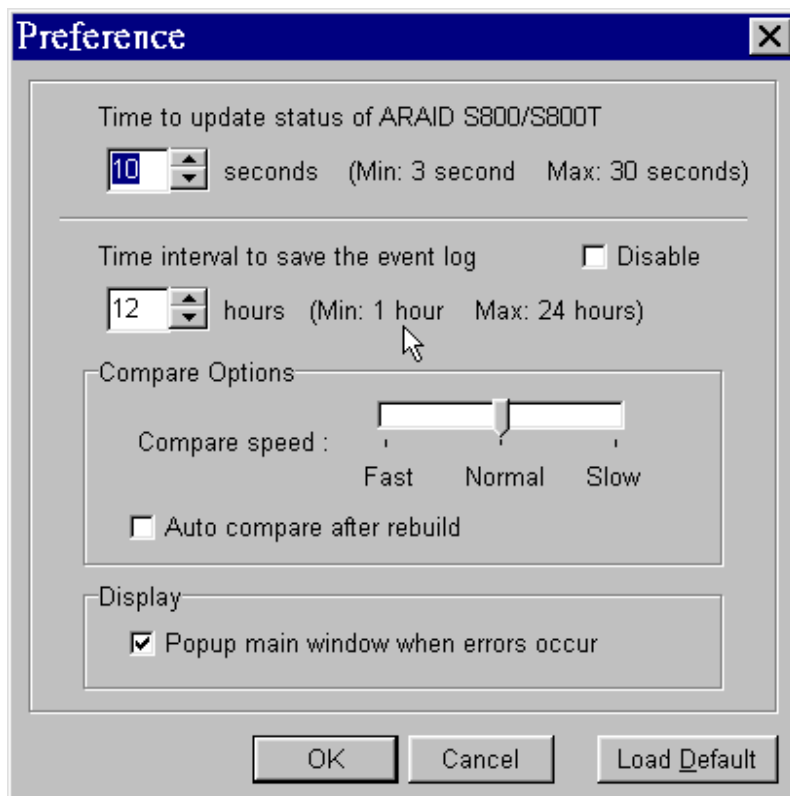 Preference
Time to update status of ARAID S800/S800T
10 seconds (Min: 3 second Max: 30 seconds)
Time interval to save the event log Disable
12 hours (Min: 1 hour Max: 24 hours)
Compare Options
Compare speed :
Fast Normal Slow
Auto compare after rebuild
Display
Popup main window when errors occur
OK Cancel Load Default